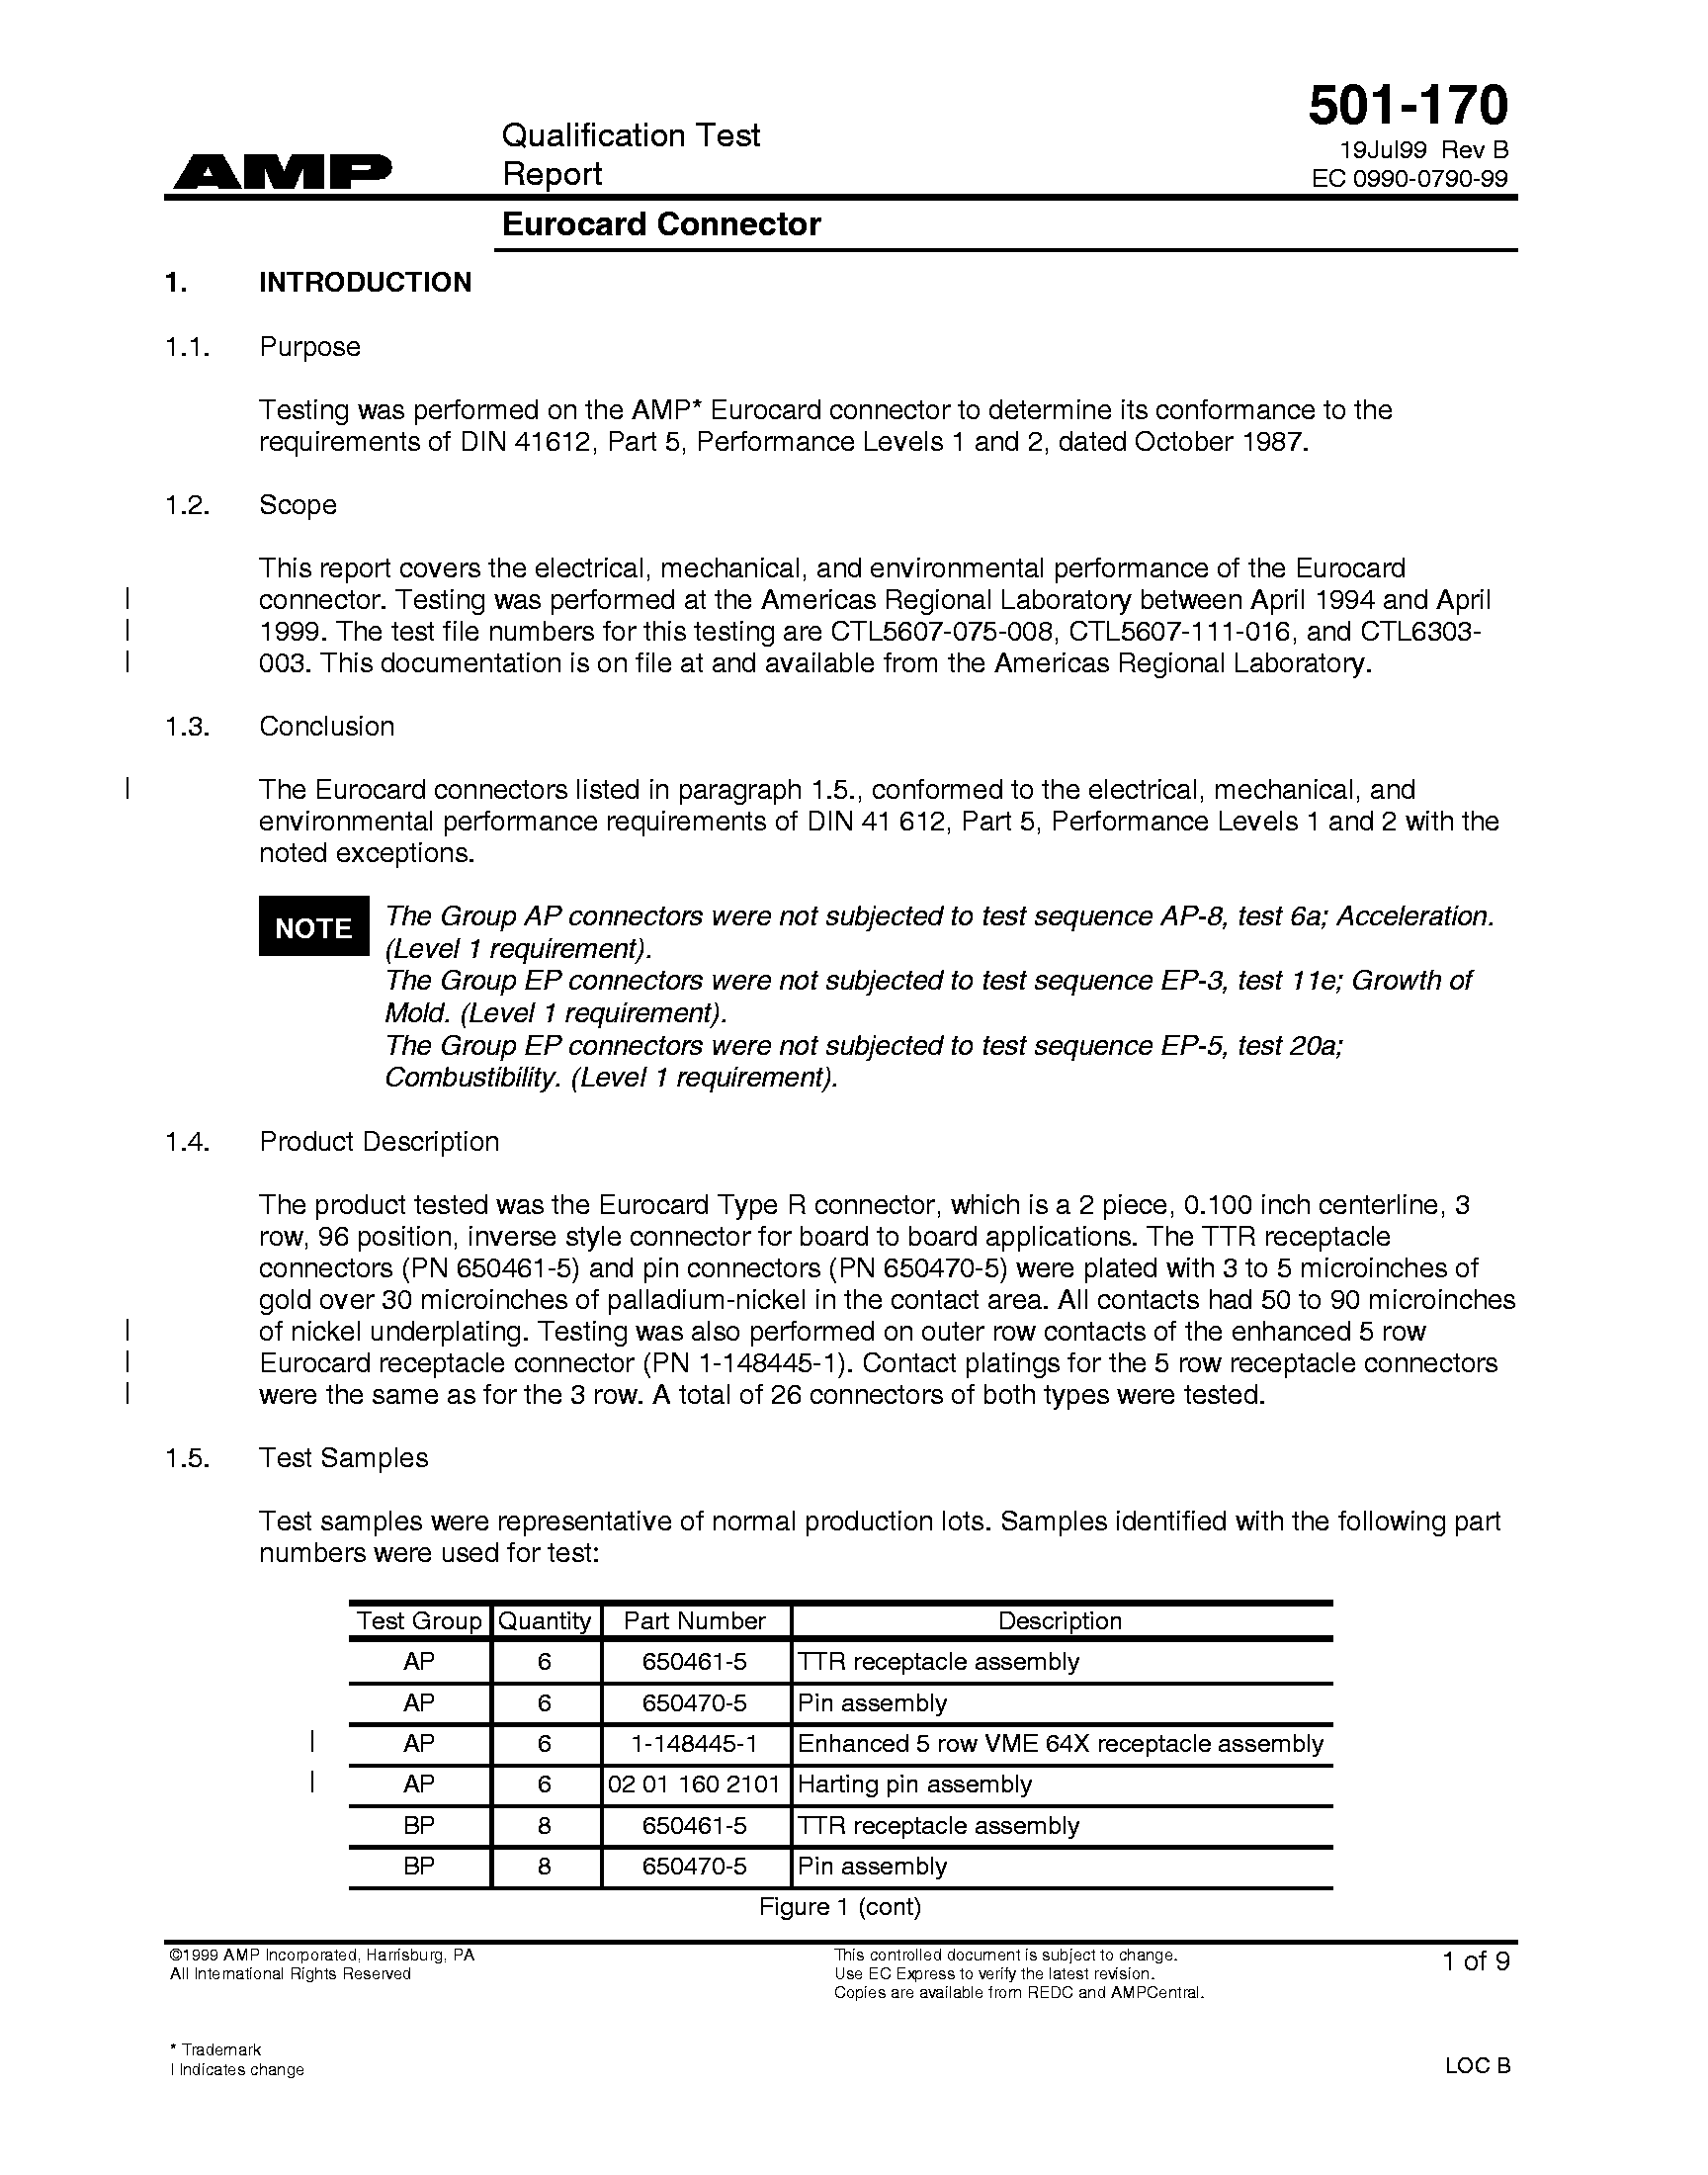 501-170
Qualification Test
Report
19Jul99 Rev B
EC 0990-0790-99
AMP
Eurocard Connector
1. INTRODUCTION
1.1. Purpose
Testing was performed on the AMP* Eurocard connector to determine its conformance to the
requirements of DIN 41612, Part 5, Performance Levels 1 and 2, dated October 1987.
1.2. Scope
This report covers the electrical, mechanical, and environmental performance of the Eurocard
| connector. Testing was performed at the Americas Regional Laboratory between April 1994 and April
| 1999. The test file numbers for this testing are CTL5607-075-008, CTL5607-111-016, and CTL6303-
| 003. This documentation is on file at and available from the Americas Regional Laboratory.
1.3. Conclusion
| The Eurocard connectors listed in paragraph 1.5., conformed to the electrical, mechanical, and
environmental performance requirements of DIN 41 612, Part 5, Performance Levels 1 and 2 with the
noted exceptions.
NOTE The Group AP connectors were not subjected to test sequence AP-8, test 6a; Acceleration.
(Level 1 requirement).
The Group EP connectors were not subjected to test sequence EP-3, test 11e; Growth of
Mold. (Level 1 requirement).
The Group EP connectors were not subjected to test sequence EP-5, test 20a;
Combustibility. (Level 1 requirement).
1.4. Product Description
The product tested was the Eurocard Type R connector, which is a 2 piece, 0.100 inch centerline, 3
row, 96 position, inverse style connector for board to board applications. The TTR receptacle
connectors (PN 650461-5) and pin connectors (PN 650470-5) were plated with 3 to 5 microinches of
gold over 30 microinches of palladium-nickel in the contact area. All contacts had 50 to 90 microinches
| of nickel underplating. Testing was also performed on outer row contacts of the enhanced 5 row
| Eurocard receptacle connector (PN 1-148445-1). Contact platings for the 5 row receptacle connectors
| were the same as for the 3 row. A total of 26 connectors of both types were tested.
1.5. Test Samples
Test samples were representative of normal production lots. Samples identified with the following part
numbers were used for test:
Test Group Quantity Part Number Description
AP 6 650461-5 TTR receptacle assembly
AP 6 650470-5 Pin assembly
| AP 6 1-148445-1 Enhanced 5 row VME 64X receptacle assembly
| AP 6 02 01 160 2101 Harting pin assembly
BP 8 650461-5 TTR receptacle assembly
BP 8 650470-5 Pin assembly
Figure 1 (cont)
©1999 AMP Incorporated, Harrisburg, PA
All International Rights Reserved
This controlled document is subject to change.
Use EC Express to verify the latest revision.
Copies are available from REDC and AMPCentral.
1 of 9
* Trademark
| Indicates change
LOC B